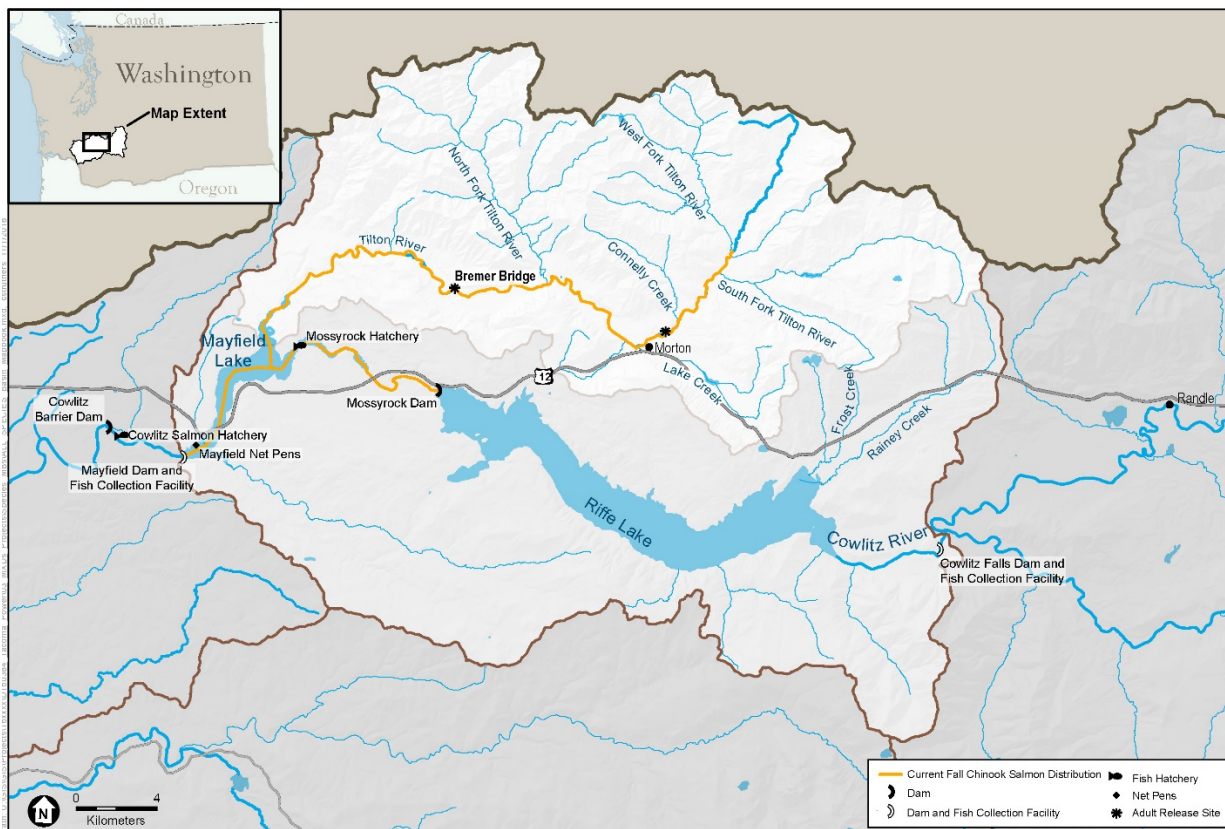 Canada
Washington
Map Extent
Oregon
North Fork Tilton River
West Fork Tilton River
Tilton River
Connelly Creek
Bremer Bridge
South Fork Tilton River
Mayfield
Lake
Mossyrock Hatchery
Morton
12
Lake Creek
Frost Creek
Rainey Creek
Randle
Mossyrock Dam
Cowlitz
Barrier Dam
Cowlitz Salmon Hatchery
Mayfield Net Pens
Mayfield Dam and
Fish Collection Facility
Riffe Lake
Cowlitz River
Cowlitz Falls Dam and
Fish Collection Facility
N
0 4
Kilometers
Current Fall Chinook Salmon Distribution
Dam
Dam and Fish Collection Facility
Fish Hatchery
Net Pens
Adult Release Site